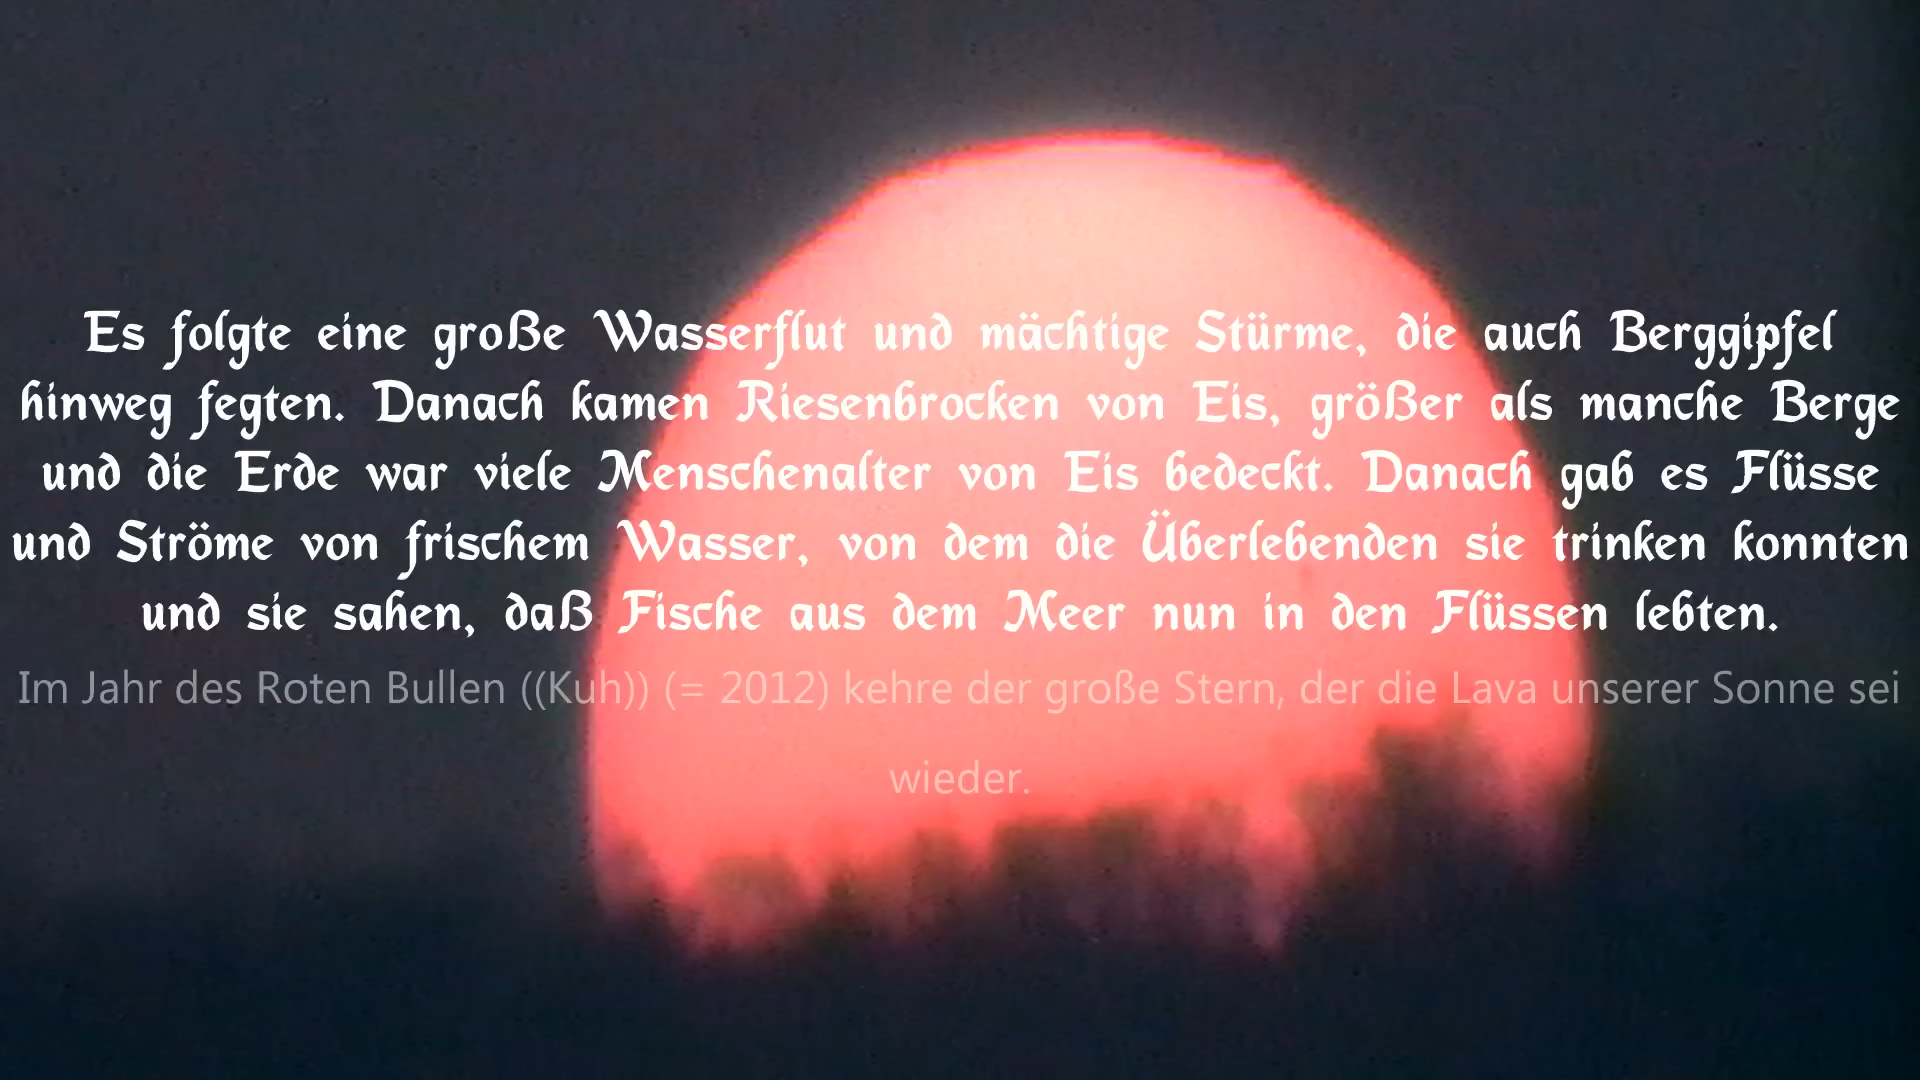 Es folgte eine große Wasserflut und mächtige Stürme, die auch Berggipfel
hinweg fegten. Danach kamen Riesenbrocken von Eis, größer als manche Berge
und die Erde war viele Menschenalter von Eis bedeckt. Danach gab es Flüsse
und Ströme von frischem Wasser, von dem die Überlebenden sie trinken konnten
und sie sahen, daß Fische aus dem Meer nun in den Flüssen lebten.
Im Jahr des Roten Bullen ((Kuh)) (= 2012) kehre der große Stern, der die Lava unserer Sonne sei
wieder.